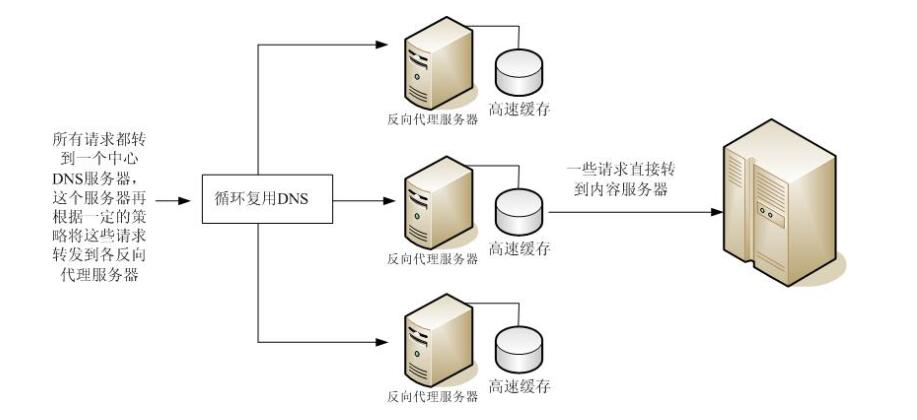 所有请求都转
到一个中心
DNS服务器，
这个服务器再
根据一定的策
略将这些请求
转发到各反向
代理服务器
循环复用DNS
反向代理服务器
高速缓存
反向代理服务器
高速缓存
反向代理服务器
高速缓存
一些请求直接转
到内容服务器